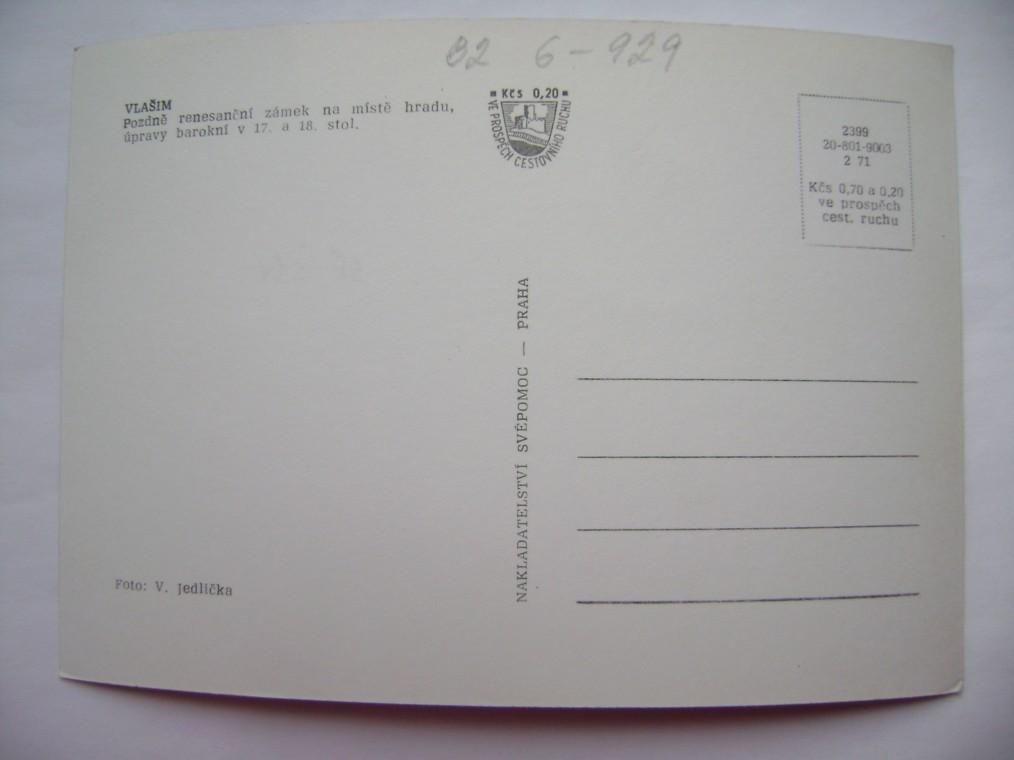 B2 6-929
VLAŠIM
Pozdně renesanční zámek na místě hradu,
úpravy barokní v 17. a 18. stol.
Kčs 0,20
VE PROSPĚCH CESTOVNÍHO RUCHU
2399
20-801-9003
2 71
Kčs 0,70 a 0,20
ve prospěch
cest. ruchu
NAKLADATELSTVÍ SVÉPOMOC — PRAHA
Foto: V. Jedlička